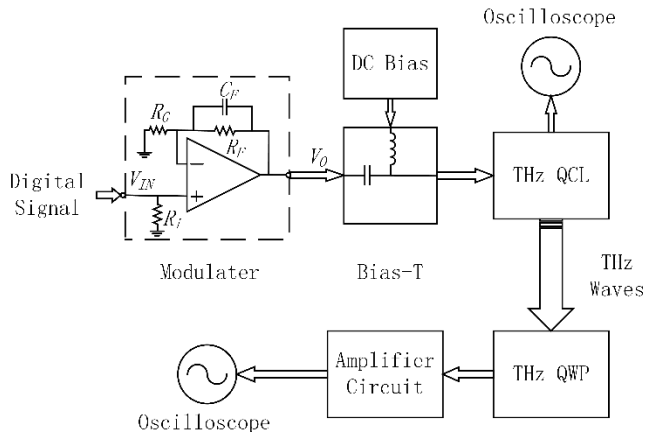 Oscilloscope
DC Bias
C_F
R_G
R_F
V_IN
R_i
V_O
Digital
Signal
THz QCL
Modulater
Bias-T
THz
Waves
Amplifier
Circuit
THz QWP
Oscilloscope